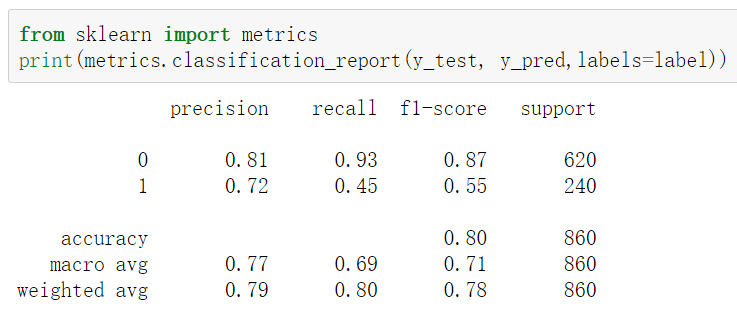 from sklearn import metrics
print(metrics.classification_report(y_test, y_pred,labels=label))
precision recall f1-score support
0 0.81 0.93 0.87 620
1 0.72 0.45 0.55 240
accuracy 0.80 860
macro avg 0.77 0.69 0.71 860
weighted avg 0.79 0.80 0.78 860